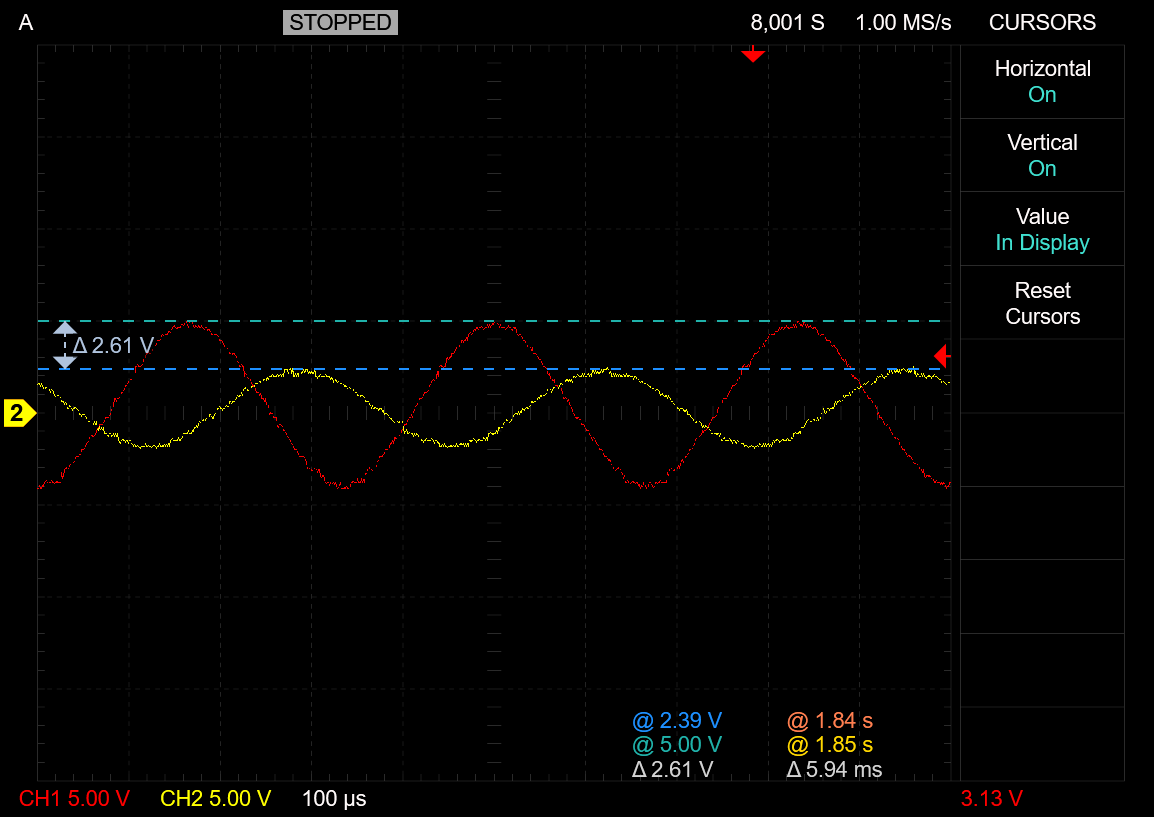 A
STOPPED
8,001 S
1.00 MS/s
CURSORS
Horizontal
On
Vertical
On
Value
In Display
Reset
Cursors
Δ 2.61 V
2
@ 2.39 V
@ 1.84 s
@ 5.00 V
@ 1.85 s
Δ 2.61 V
Δ 5.94 ms
CH1 5.00 V
CH2 5.00 V
100 µs
3.13 V